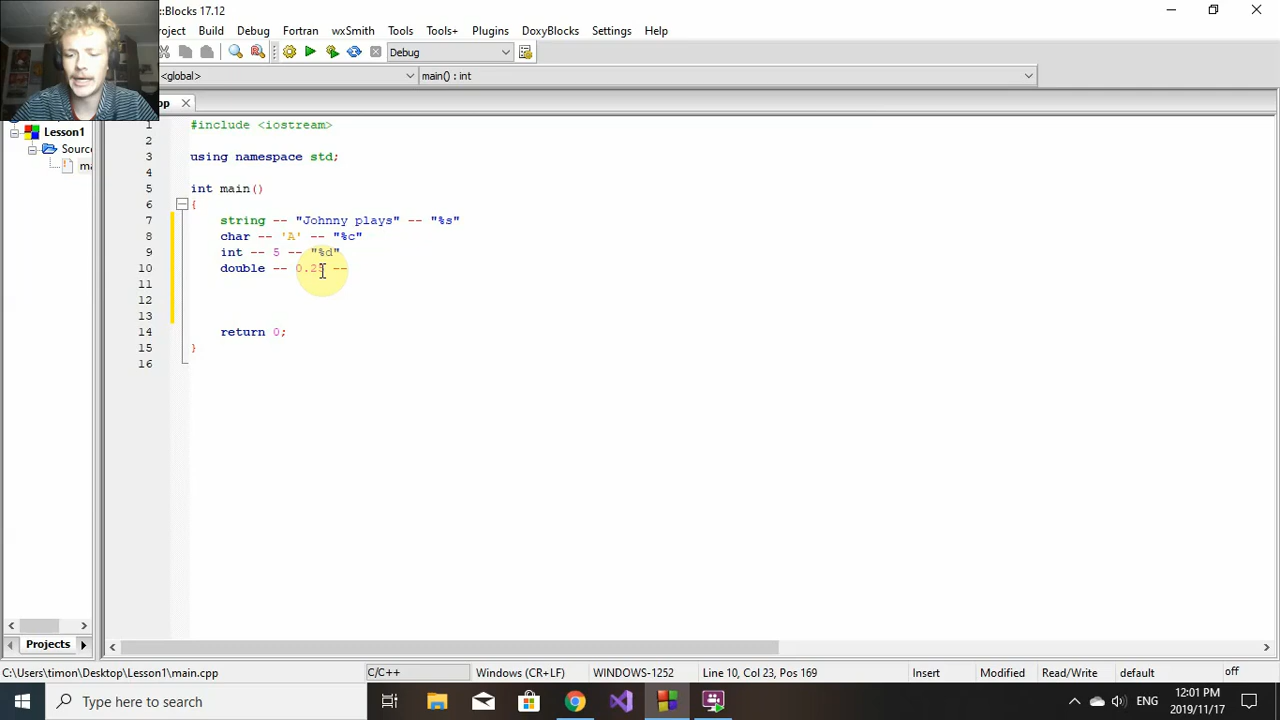 ::Blocks 17.12
roject Build Debug Fortran wxSmith Tools Tools+ Plugins DoxyBlocks Settings Help
Debug
<global> main() : int
pp
Lesson1
Sourc
ma
1 #include <iostream>
2
3 using namespace std;
4
5 int main()
6 {
7 string -- "Johnny plays" -- "%s"
8 char -- 'A' -- "%c"
9 int -- 5 -- "%d"
10 double -- 0.25 --
11
12
13
14 return 0;
15 }
16
Projects
C:\Users\timon\Desktop\Lesson1\main.cpp C/C++ Windows (CR+LF) WINDOWS-1252 Line 10, Col 23, Pos 169 Insert Modified Read/Write default off
Type here to search
ENG
12:01 PM
2019/11/17